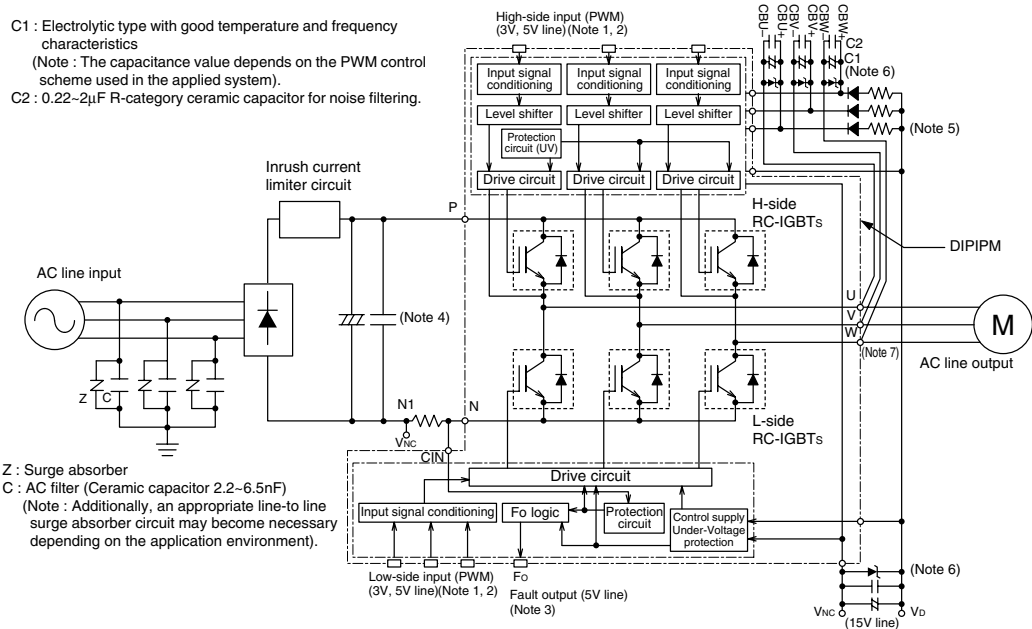 C1 : Electrolytic type with good temperature and frequency
characteristics
(Note : The capacitance value depends on the PWM control
scheme used in the applied system).
C2 : 0.22~2μF R-category ceramic capacitor for noise filtering.
High-side input (PWM)
(3V, 5V line)(Note 1, 2)
CBU-
CBU+
CBV-
CBV+
CBW-
CBW+
C2
C1
(Note 6)
Input signal
conditioning
Input signal
conditioning
Input signal
conditioning
Level shifter
Level shifter
Level shifter
(Note 5)
Protection
circuit (UV)
Drive circuit
Drive circuit
Drive circuit
Inrush current
limiter circuit
P
H-side
RC-IGBTs
DIPIPM
AC line input
(Note 4)
U
V
W
(Note 7)
M
AC line output
Z
C
N1
N
VNC
CIN
L-side
RC-IGBTs
Z : Surge absorber
C : AC filter (Ceramic capacitor 2.2~6.5nF)
(Note : Additionally, an appropriate line-to line
surge absorber circuit may become necessary
depending on the application environment).
Drive circuit
Input signal conditioning
Fo logic
Protection
circuit
Control supply
Under-Voltage
protection
Low-side input (PWM)
(3V, 5V line)(Note 1, 2)
Fo
Fault output (5V line)
(Note 3)
(Note 6)
VNC
(15V line)
VD